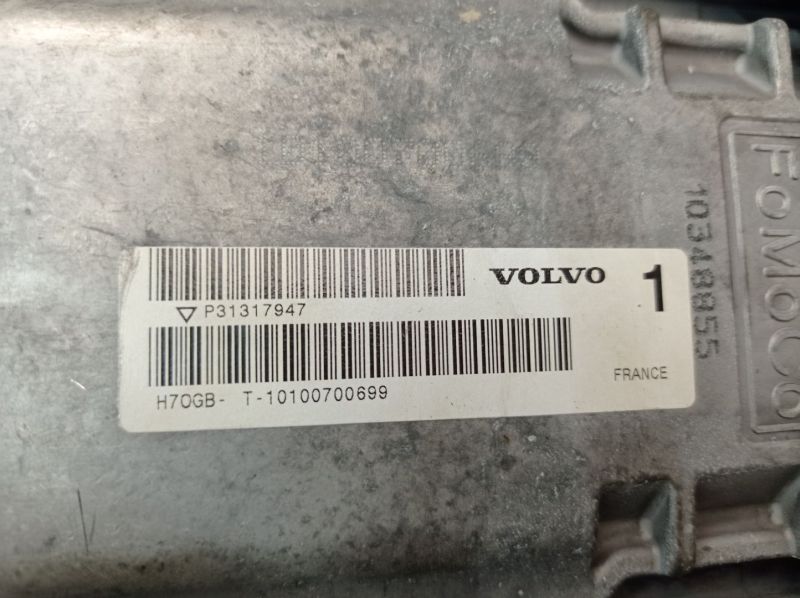 VOLVO 1
▽ P31317947
H7OGB- T-10100700699
FRANCE
10348855
FoMoCo